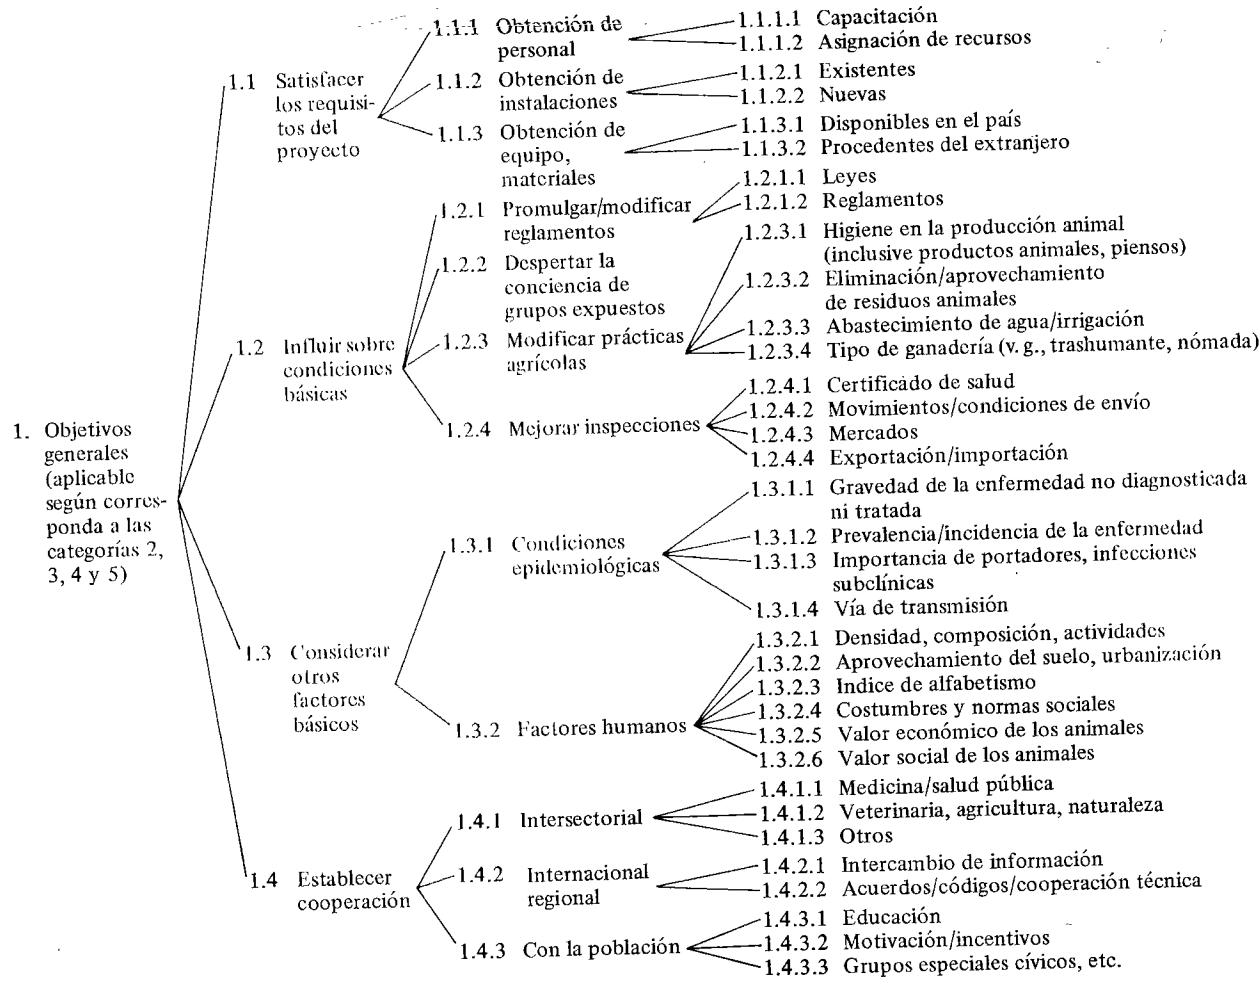 1. Objetivos
generales
(aplicable
según corres-
ponda a las
categorías 2,
3, 4 y 5)
1.1 Satisfacer
los requisi-
tos del
proyecto
1.1.1 Obtención de
personal
1.1.1.1 Capacitación
1.1.1.2 Asignación de recursos
1.1.2 Obtención de
instalaciones
1.1.2.1 Existentes
1.1.2.2 Nuevas
1.1.3 Obtención de
equipo,
materiales
1.1.3.1 Disponibles en el país
1.1.3.2 Procedentes del extranjero
1.2 Influir sobre
condiciones
básicas
1.2.1 Promulgar/modificar
reglamentos
1.2.1.1 Leyes
1.2.1.2 Reglamentos
1.2.2 Despertar la
conciencia de
grupos expuestos
1.2.3 Modificar prácticas
agrícolas
1.2.3.1 Higiene en la producción animal
(inclusive productos animales, piensos)
1.2.3.2 Eliminación/aprovechamiento
de residuos animales
1.2.3.3 Abastecimiento de agua/irrigación
1.2.3.4 Tipo de ganadería (v. g., trashumante, nómada)
1.2.4 Mejorar inspecciones
1.2.4.1 Certificado de salud
1.2.4.2 Movimientos/condiciones de envío
1.2.4.3 Mercados
1.2.4.4 Exportación/importación
1.3 Considerar
otros
factores
básicos
1.3.1 Condiciones
epidemiológicas
1.3.1.1 Gravedad de la enfermedad no diagnosticada
ni tratada
1.3.1.2 Prevalencia/incidencia de la enfermedad
1.3.1.3 Importancia de portadores, infecciones
subclínicas
1.3.1.4 Vía de transmisión
1.3.2 Factores humanos
1.3.2.1 Densidad, composición, actividades
1.3.2.2 Aprovechamiento del suelo, urbanización
1.3.2.3 Indice de alfabetismo
1.3.2.4 Costumbres y normas sociales
1.3.2.5 Valor económico de los animales
1.3.2.6 Valor social de los animales
1.4 Establecer
cooperación
1.4.1 Intersectorial
1.4.1.1 Medicina/salud pública
1.4.1.2 Veterinaria, agricultura, naturaleza
1.4.1.3 Otros
1.4.2 Internacional
regional
1.4.2.1 Intercambio de información
1.4.2.2 Acuerdos/códigos/cooperación técnica
1.4.3 Con la población
1.4.3.1 Educación
1.4.3.2 Motivación/incentivos
1.4.3.3 Grupos especiales cívicos, etc.